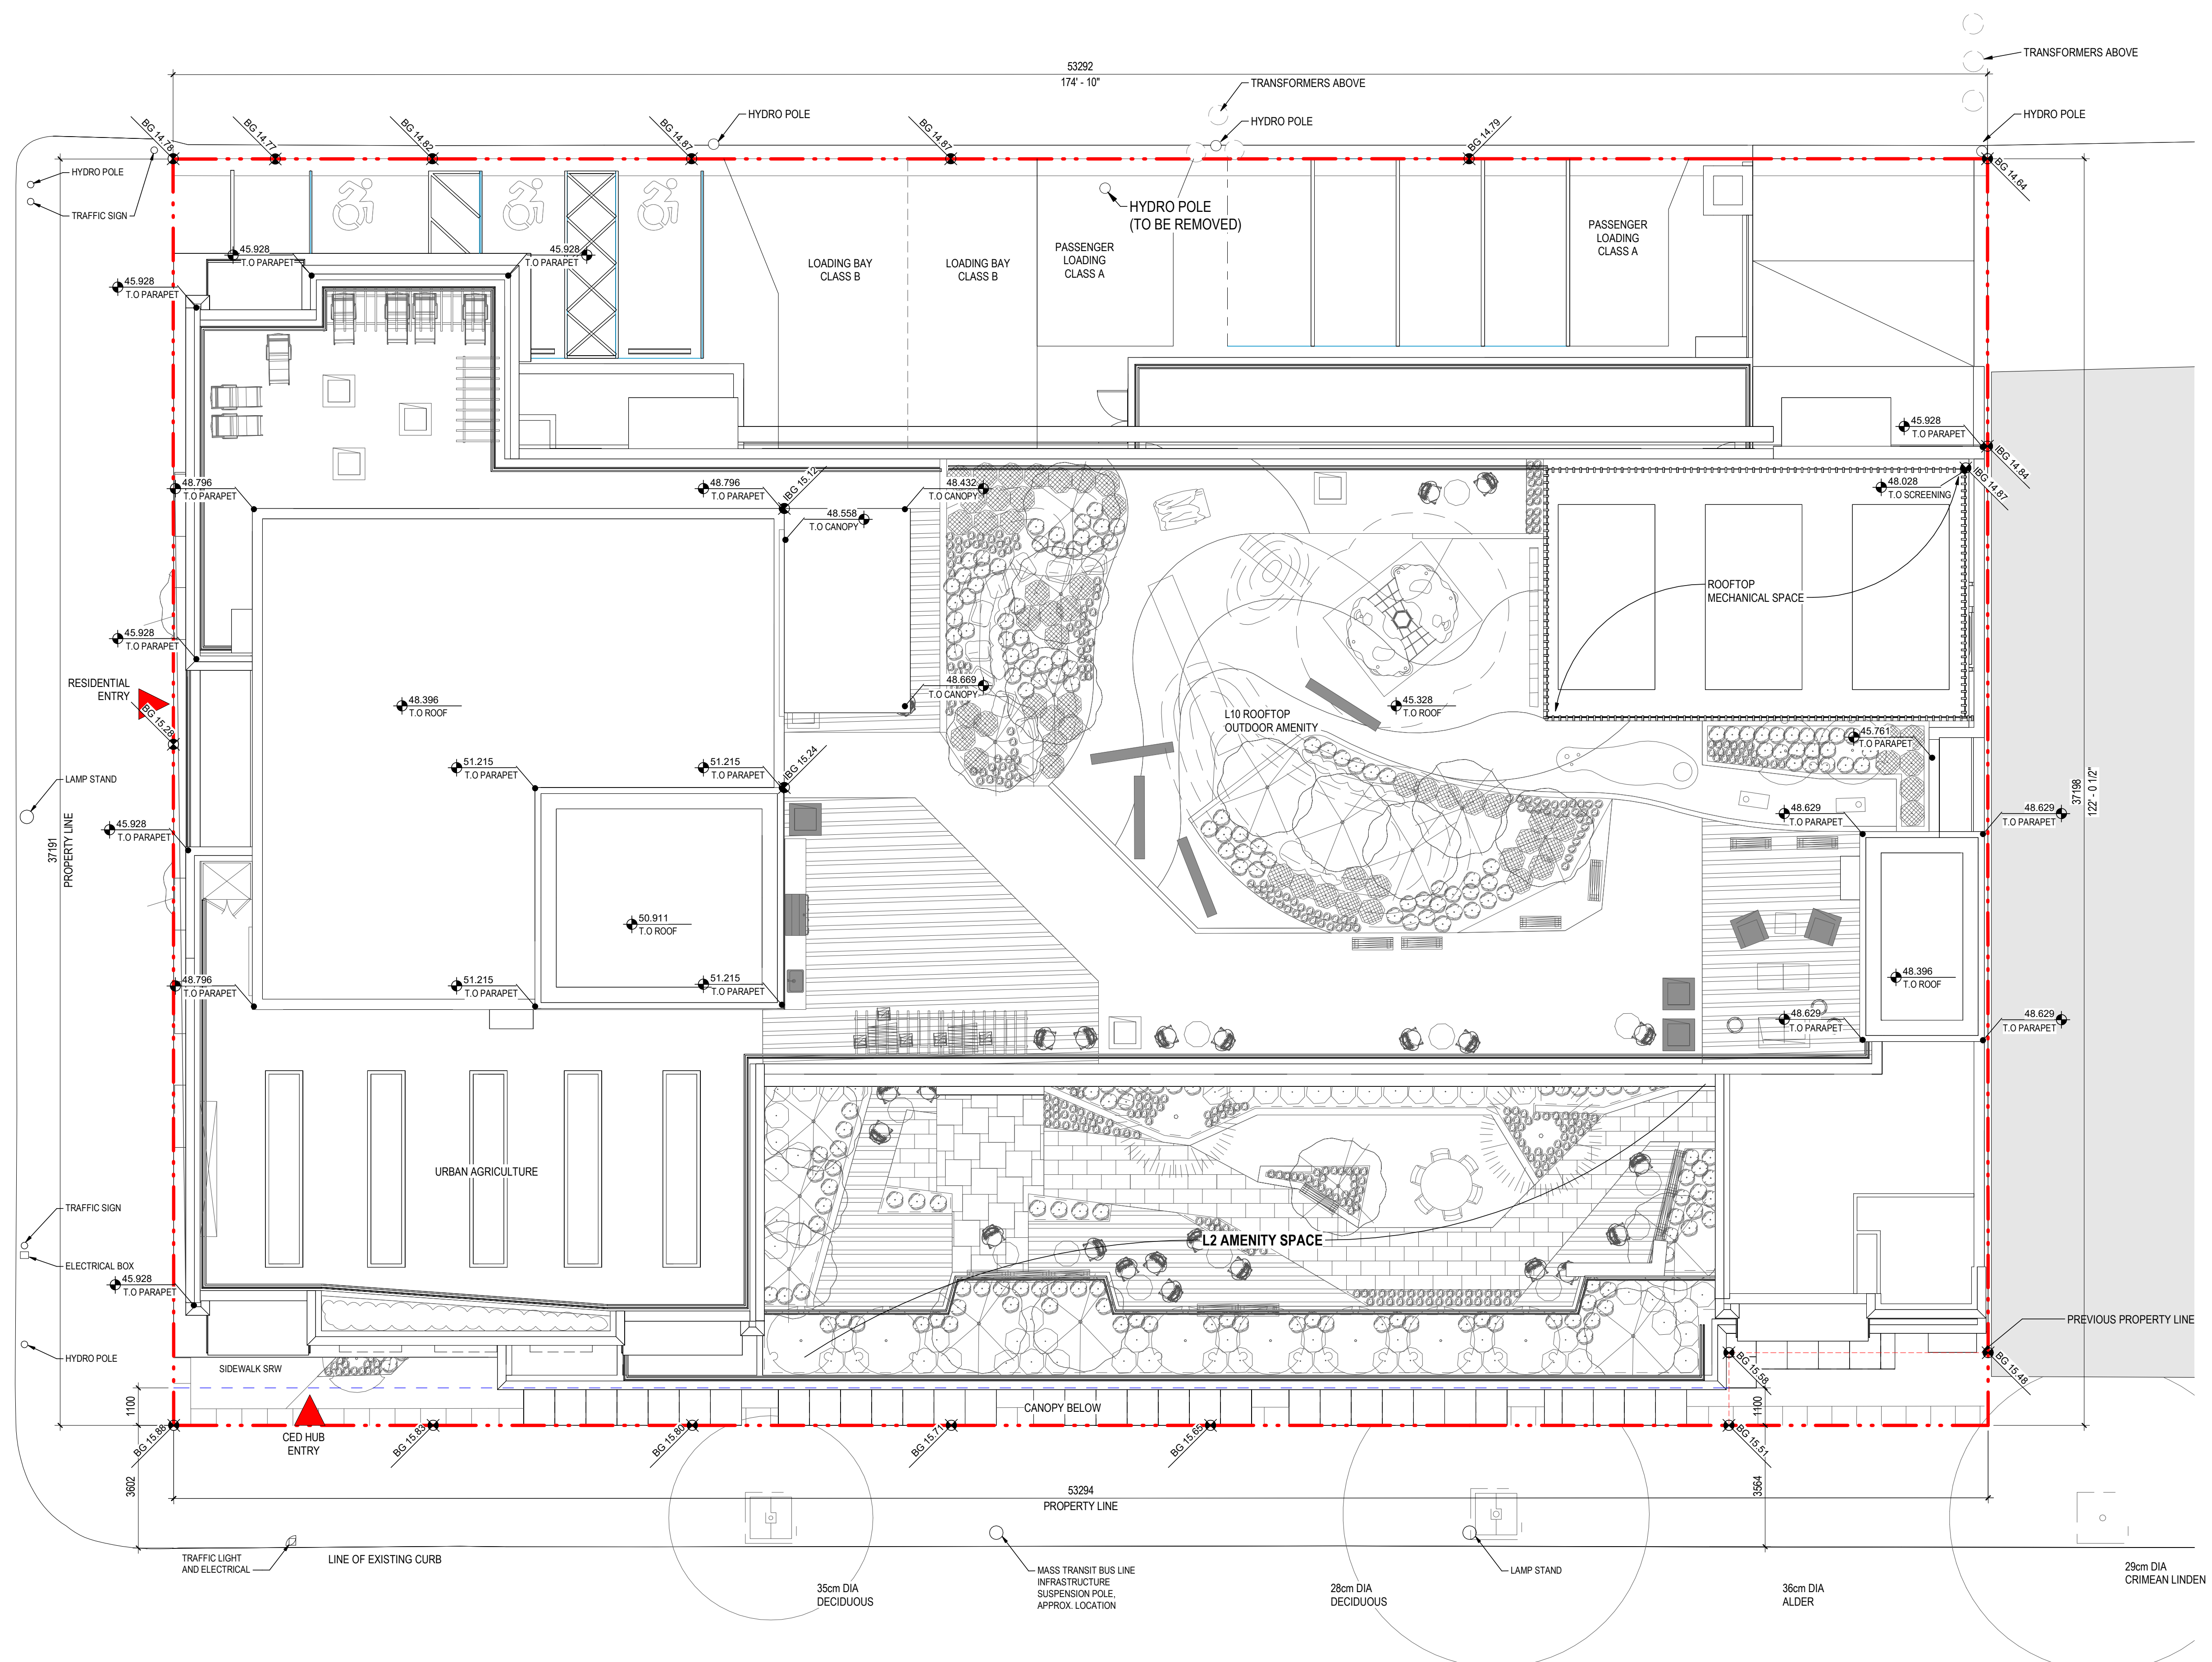 TRANSFORMERS ABOVE
53292
174' - 10"
TRANSFORMERS ABOVE
HYDRO POLE
HYDRO POLE
HYDRO POLE
BG 14.78
BG 14.77
BG 14.82
BG 14.87
BG 14.87
BG 14.79
BG 14.64
HYDRO POLE
TRAFFIC SIGN
HYDRO POLE
(TO BE REMOVED)
PASSENGER
LOADING
CLASS A
PASSENGER
LOADING
CLASS A
LOADING BAY
CLASS B
LOADING BAY
CLASS B
45.928
T.O PARAPET
45.928
T.O PARAPET
45.928
T.O PARAPET
45.928
T.O PARAPET
IBG 14.84
IBG 14.87
48.796
T.O PARAPET
48.796
T.O PARAPET
IBG 15.12
48.432
T.O CANOPY
48.558
T.O CANOPY
48.028
T.O SCREENING
ROOFTOP
MECHANICAL SPACE
45.928
T.O PARAPET
RESIDENTIAL
ENTRY
BG 15.28
48.396
T.O ROOF
48.669
T.O CANOPY
45.328
T.O ROOF
L10 ROOFTOP
OUTDOOR AMENITY
45.761
T.O PARAPET
51.215
T.O PARAPET
51.215
T.O PARAPET
IBG 15.24
LAMP STAND
37191
PROPERTY LINE
45.928
T.O PARAPET
48.629
T.O PARAPET
48.629
T.O PARAPET
37198
122' - 0 1/2"
50.911
T.O ROOF
48.796
T.O PARAPET
51.215
T.O PARAPET
51.215
T.O PARAPET
48.396
T.O ROOF
48.629
T.O PARAPET
48.629
T.O PARAPET
URBAN AGRICULTURE
TRAFFIC SIGN
L2 AMENITY SPACE
ELECTRICAL BOX
45.928
T.O PARAPET
PREVIOUS PROPERTY LINE
HYDRO POLE
SIDEWALK SRW
BG 15.58
BG 15.48
1100
CANOPY BELOW
1100
CED HUB
ENTRY
BG 15.88
BG 15.83
BG 15.80
BG 15.71
BG 15.65
BG 15.51
3602
53294
PROPERTY LINE
3564
TRAFFIC LIGHT
AND ELECTRICAL
LINE OF EXISTING CURB
MASS TRANSIT BUS LINE
INFRASTRUCTURE
SUSPENSION POLE,
APPROX. LOCATION
LAMP STAND
35cm DIA
DECIDUOUS
28cm DIA
DECIDUOUS
36cm DIA
ALDER
29cm DIA
CRIMEAN LINDEN